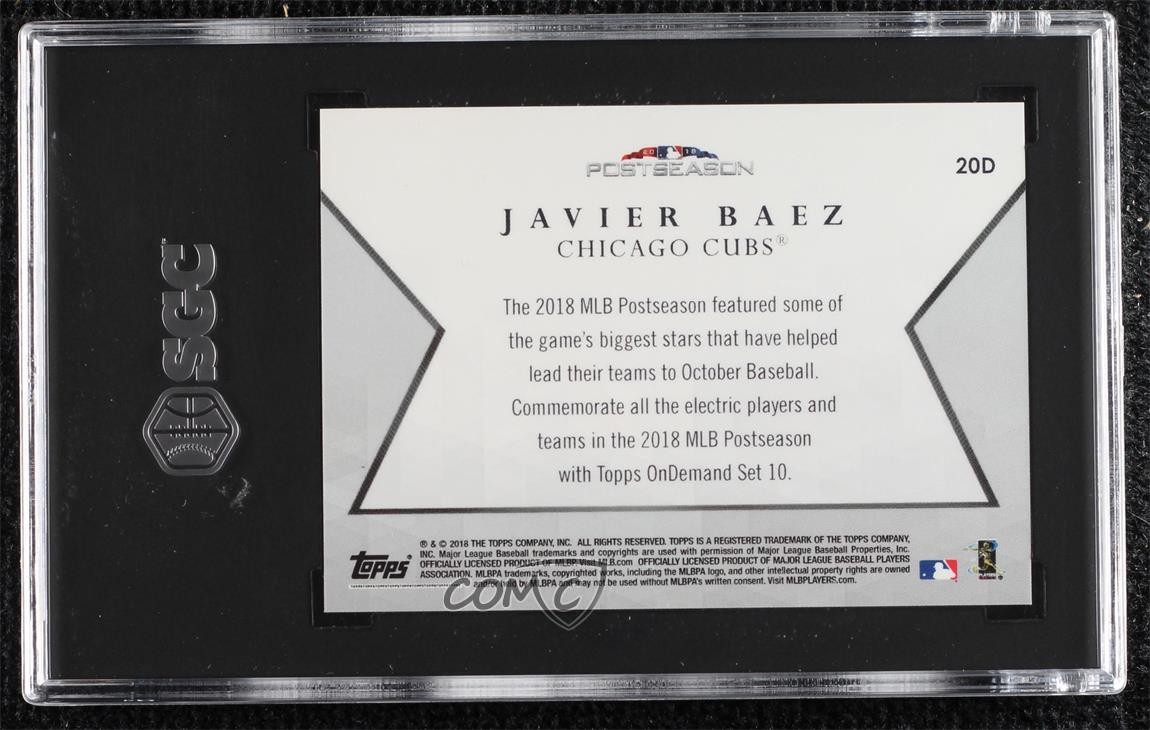 SGC
2018
POSTSEASON
20D
JAVIER BAEZ
CHICAGO CUBS®
The 2018 MLB Postseason featured some of
the game's biggest stars that have helped
lead their teams to October Baseball.
Commemorate all the electric players and
teams in the 2018 MLB Postseason
with Topps OnDemand Set 10.
Topps®
® & © 2018 THE TOPPS COMPANY, INC. ALL RIGHTS RESERVED. TOPPS IS A REGISTERED TRADEMARK OF THE TOPPS COMPANY,
INC. Major League Baseball trademarks and copyrights are used with permission of Major League Baseball Properties, Inc.
OFFICIALLY LICENSED PRODUCT OF MLBP Visit MLB.com OFFICIALLY LICENSED PRODUCT OF MAJOR LEAGUE BASEBALL PLAYERS
ASSOCIATION. MLBPA trademarks, copyrighted works, including the MLBPA logo, and other intellectual property rights are owned
and/or held by MLBPA and may not be used without MLBPA's written consent. Visit MLBPLAYERS.com.
COMC